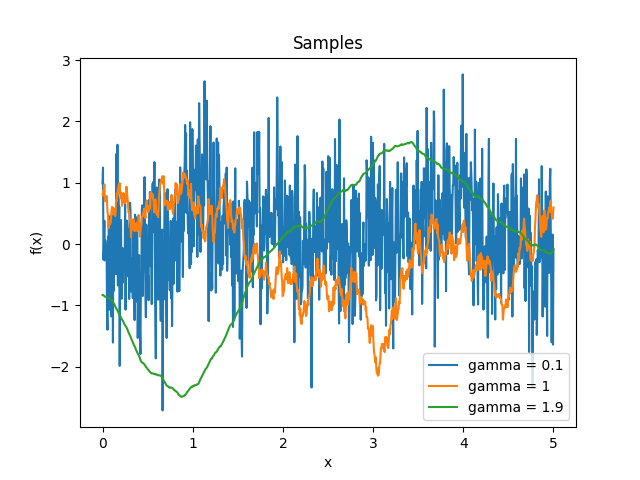 Samples
f(x)
3
2
1
0
−1
−2
0
1
2
3
4
5
x
gamma = 0.1
gamma = 1
gamma = 1.9